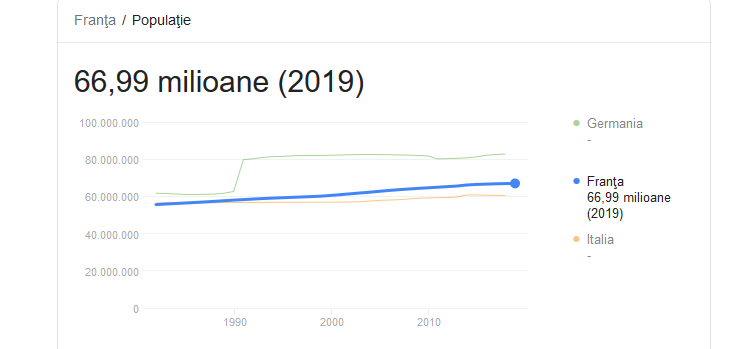 Franţa / Populaţie
66,99 milioane (2019)
100.000.000
80.000.000
60.000.000
40.000.000
20.000.000
0
1990 2000 2010
Germania
-
Franţa
66,99 milioane
(2019)
Italia
-